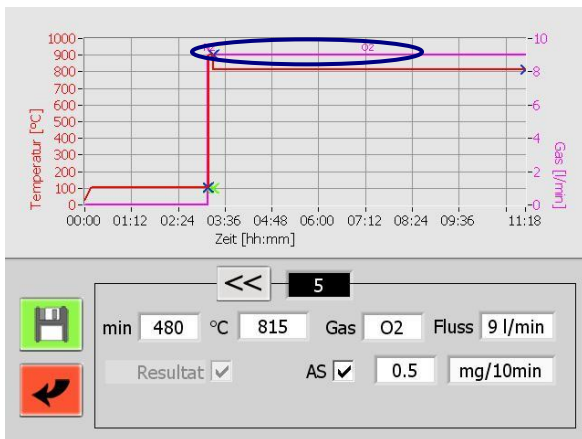 1000
900
800
700
600
500
400
300
200
100
0
Temperatur [°C]
O2
10
8
6
4
2
0
Gas [l/min]
00:00 01:12 02:24 03:36 04:48 06:00 07:12 08:24 09:36 11:18
Zeit [hh:mm]
<< 5
min 480 °C 815 Gas O2 Fluss 9 l/min
Resultat AS 0.5 mg/10min